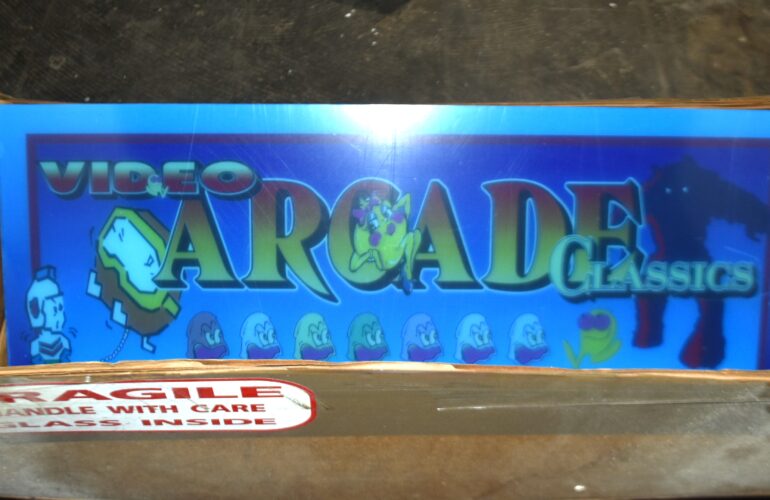 VIDEO
ARCADE
CLASSICS
FRAGILE
HANDLE WITH CARE
GLASS INSIDE